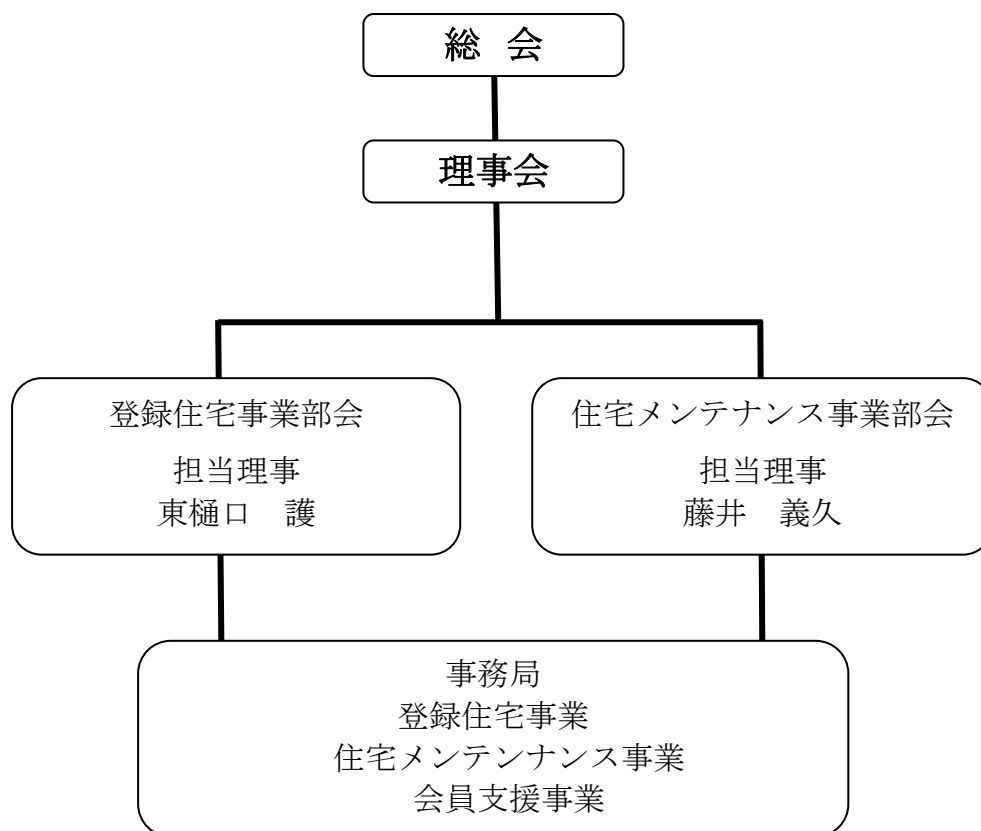 総 会
理事会
登録住宅事業部会
担当理事
東樋口　護
住宅メンテナンス事業部会
担当理事
藤井　義久
事務局
登録住宅事業
住宅メンテンナンス事業
会員支援事業